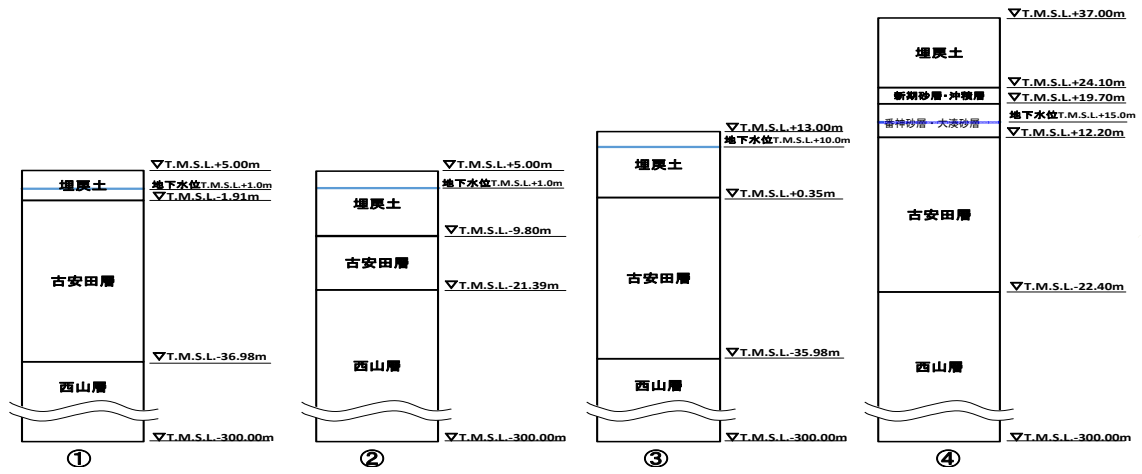 ▽T.M.S.L.+5.00m
埋戻土
地下水位T.M.S.L.+1.0m
▽T.M.S.L.-1.91m
古安田層
▽T.M.S.L.-36.98m
西山層
▽T.M.S.L.-300.00m
①
▽T.M.S.L.+5.00m
地下水位T.M.S.L.+1.0m
埋戻土
▽T.M.S.L.-9.80m
古安田層
▽T.M.S.L.-21.39m
西山層
▽T.M.S.L.-300.00m
②
▽T.M.S.L.+13.00m
地下水位T.M.S.L.+10.0m
埋戻土
▽T.M.S.L.+0.35m
古安田層
▽T.M.S.L.-35.98m
西山層
▽T.M.S.L.-300.00m
③
▽T.M.S.L.+37.00m
埋戻土
▽T.M.S.L.+24.10m
新期砂層・沖積層
▽T.M.S.L.+19.70m
地下水位T.M.S.L.+15.0m
番神砂層・大湊砂層
▽T.M.S.L.+12.20m
古安田層
▽T.M.S.L.-22.40m
西山層
▽T.M.S.L.-300.00m
④